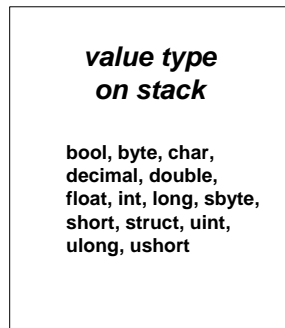 value type
on stack
bool, byte, char,
decimal, double,
float, int, long, sbyte,
short, struct, uint,
ulong, ushort